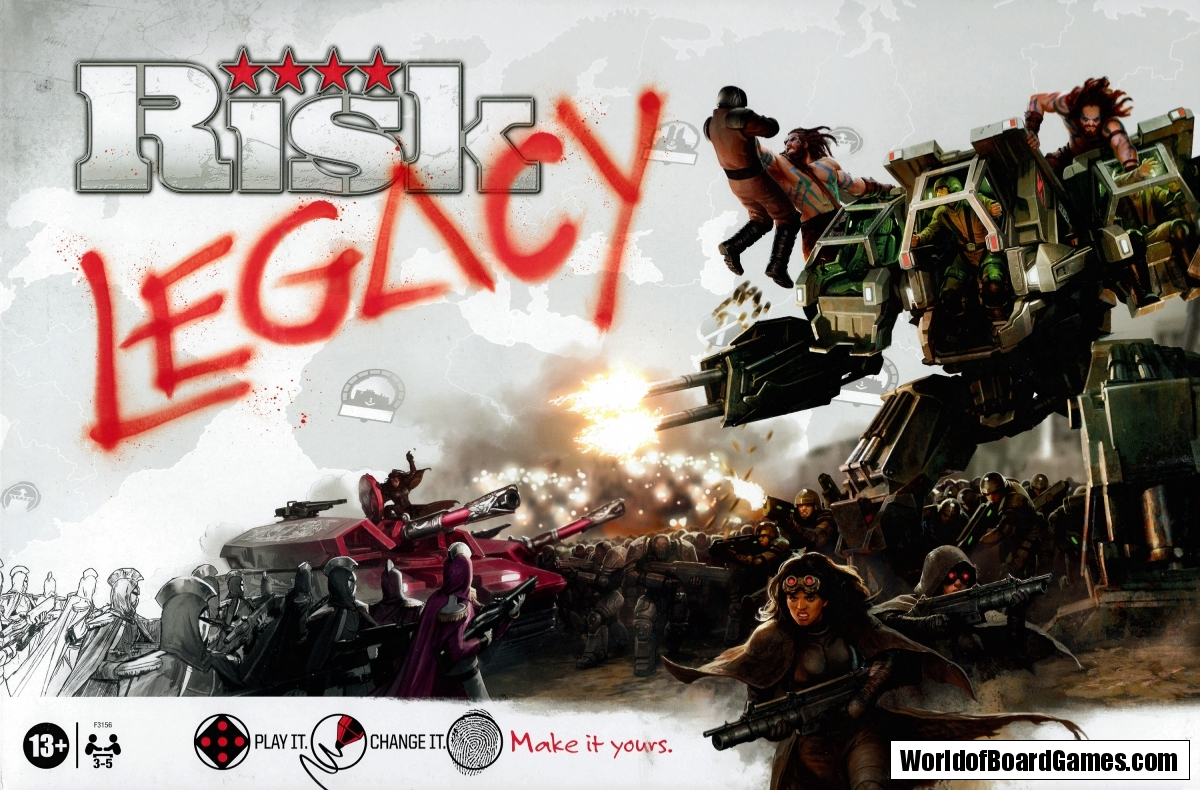 Risk
LEGACY
13+
F3156
3-5
PLAY IT.
CHANGE IT.
Make it yours.
WorldofBoardGames.com